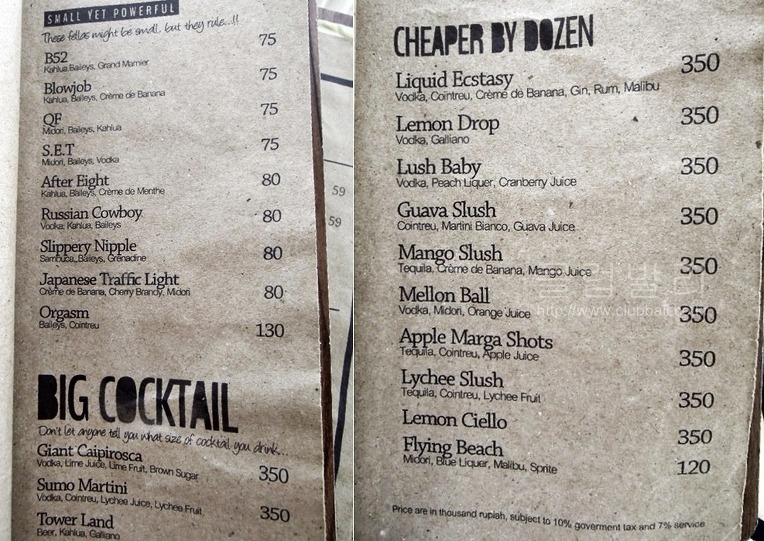 SMALL YET POWERFUL
These fellas might be small, but they rule...!!
B52 75
Kahlua, Baileys, Grand Marnier
Blowjob 75
Kahlua, Baileys, Crème de Banana
QF 75
Midori, Baileys, Kahlua
S.E.T 75
Midori, Baileys, Vodka
After Eight 80
Kahlua, Baileys, Crème de Menthe
Russian Cowboy 80
Vodka, Kahlua, Baileys
Slippery Nipple 80
Sambuca, Baileys, Grenadine
Japanese Traffic Light 80
Crème de Banana, Cherry Brandy, Midori
Orgasm 130
Baileys, Cointreu
BIG COCKTAIL
Don't let anyone tell you what size of cocktail you drink...
Giant Caipirosca 350
Vodka, Lime Juice, Lime Fruit, Brown Sugar
Sumo Martini 350
Vodka, Cointreu, Lychee Juice, Lychee Fruit
Tower Land
Beer, Kahlua, Galliano
59
59
CHEAPER BY DOZEN
Liquid Ecstasy 350
Vodka, Cointreu, Crème de Banana, Gin, Rum, Malibu
Lemon Drop 350
Vodka, Galliano
Lush Baby 350
Vodka, Peach Liquer, Cranberry Juice
Guava Slush 350
Cointreu, Martini Bianco, Guava Juice
Mango Slush 350
Tequila, Crème de Banana, Mango Juice
Mellon Ball 350
Vodka, Midori, Orange Juice
Apple Marga Shots 350
Tequila, Cointreu, Apple Juice
Lychee Slush 350
Tequila, Cointreu, Lychee Fruit
Lemon Ciello 350
Flying Beach 120
Midori, Blue Liquer, Malibu, Sprite
Price are in thousand rupiah, subject to 10% goverment tax and 7% service